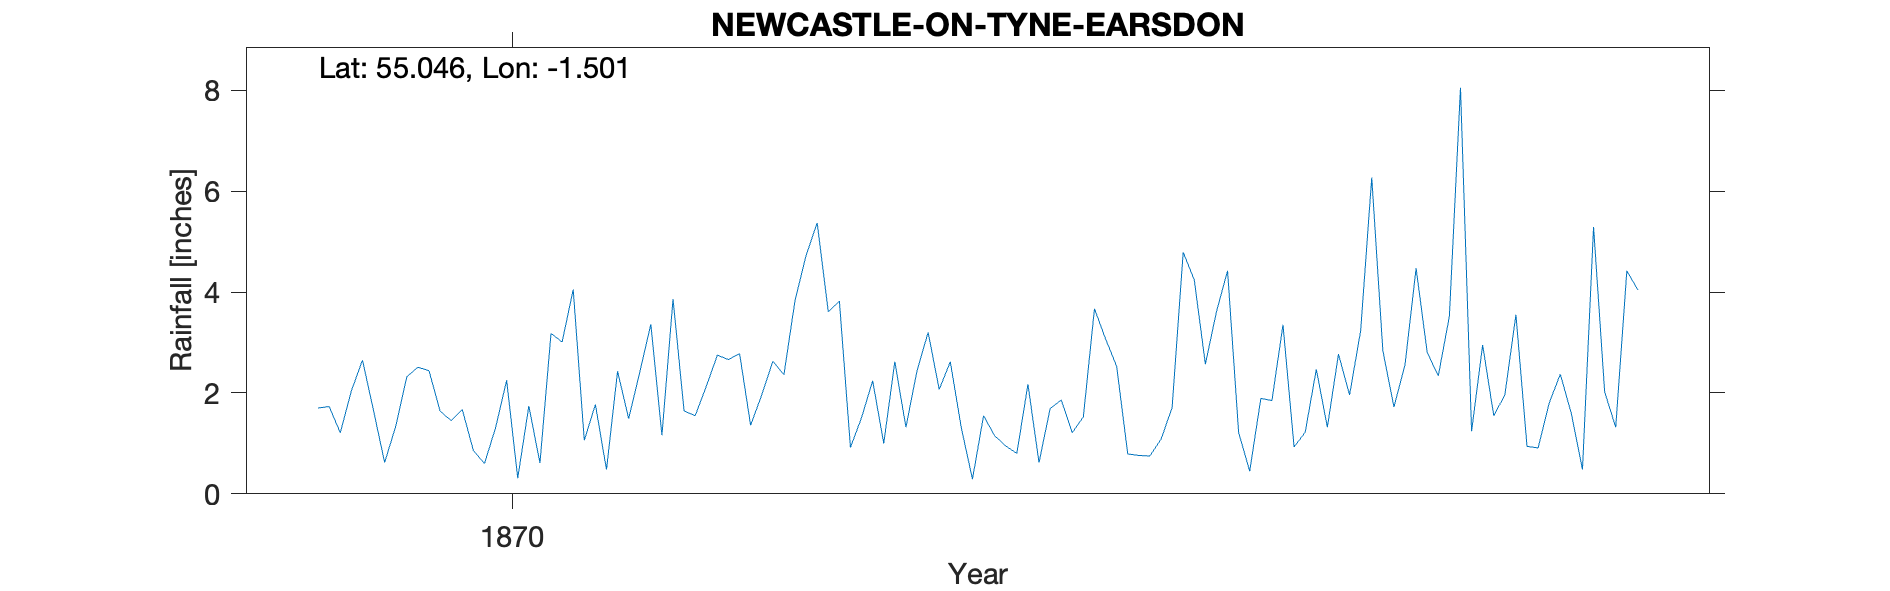 NEWCASTLE-ON-TYNE-EARSDON
Lat: 55.046, Lon: -1.501
8
6
4
2
0
Rainfall [inches]
1870
Year